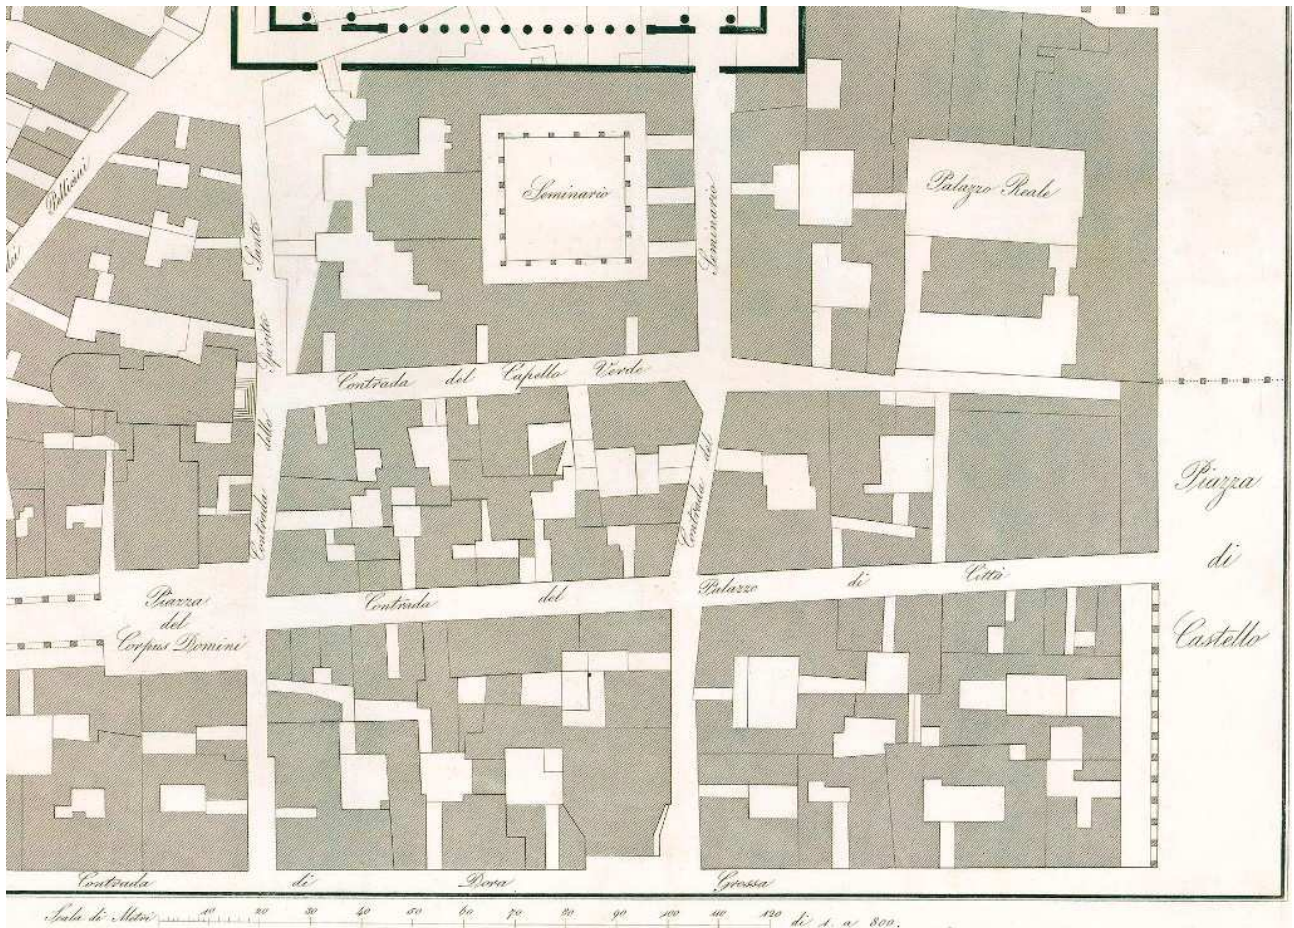 Pelliciai
Seminario
Palazzo Reale
Contrada dello Spirito Santo
Contrada del Seminario
Contrada del Capello Verde
Piazza
di
Castello
Contrada del Palazzo di Città
Piazza
del
Corpus Domini
Contrada di Dora Grossa
Scala di Metri 10 20 30 40 50 60 70 80 90 100 110 120 di 1. a 800.